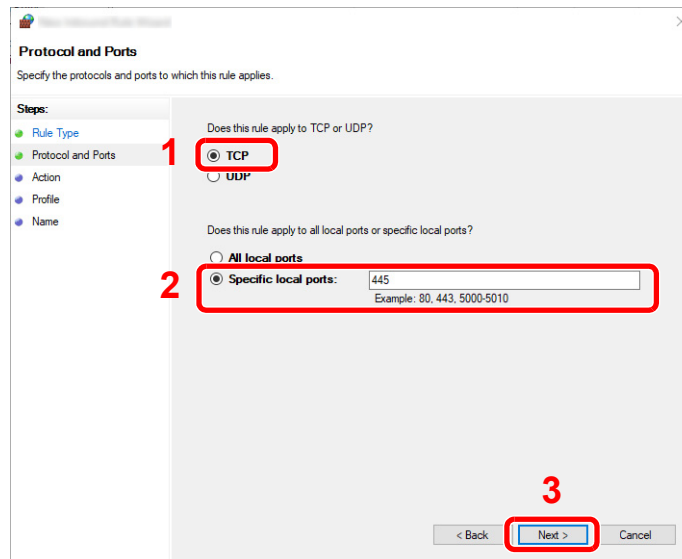 Protocol and Ports
Specify the protocols and ports to which this rule applies.
Steps:
Rule Type
Protocol and Ports
Action
Profile
Name
Does this rule apply to TCP or UDP?
1
TCP
UDP
Does this rule apply to all local ports or specific local ports?
All local ports
2
Specific local ports: 445
Example: 80, 443, 5000-5010
3
< Back Next > Cancel